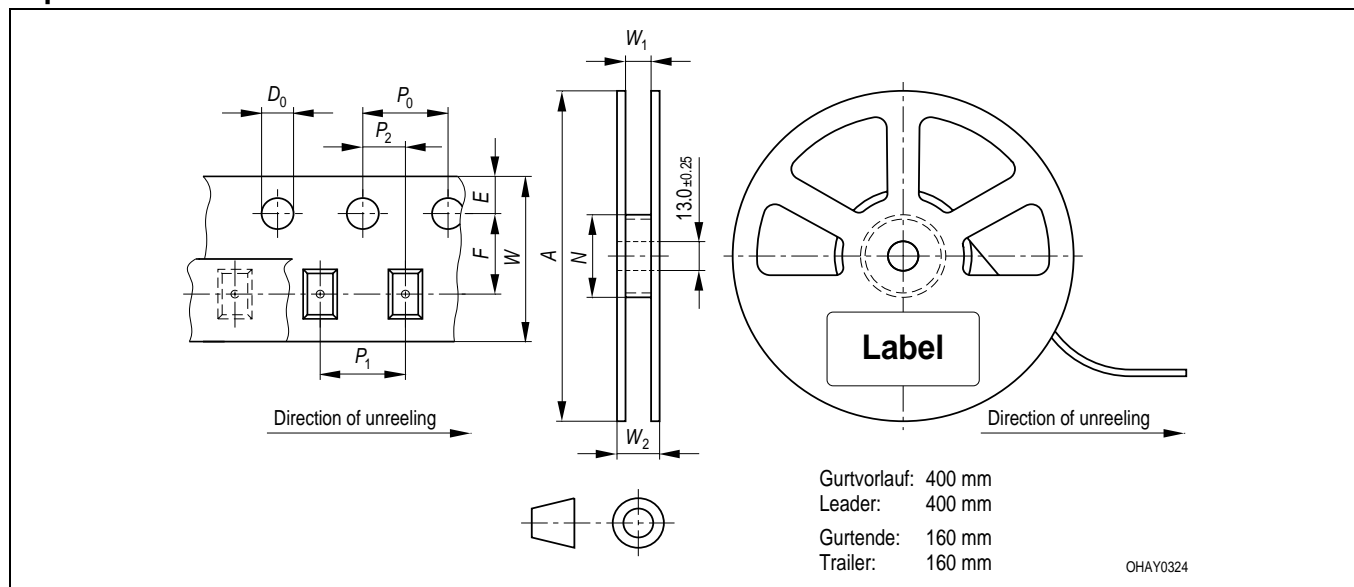 W₁
D₀
P₀
P₂
E
F
W
A
N
13.0 ±0.25
P₁
Label
Direction of unreeling
W₂
Direction of unreeling
Gurtvorlauf: 400 mm
Leader: 400 mm
Gurtende: 160 mm
Trailer: 160 mm
OHAY0324